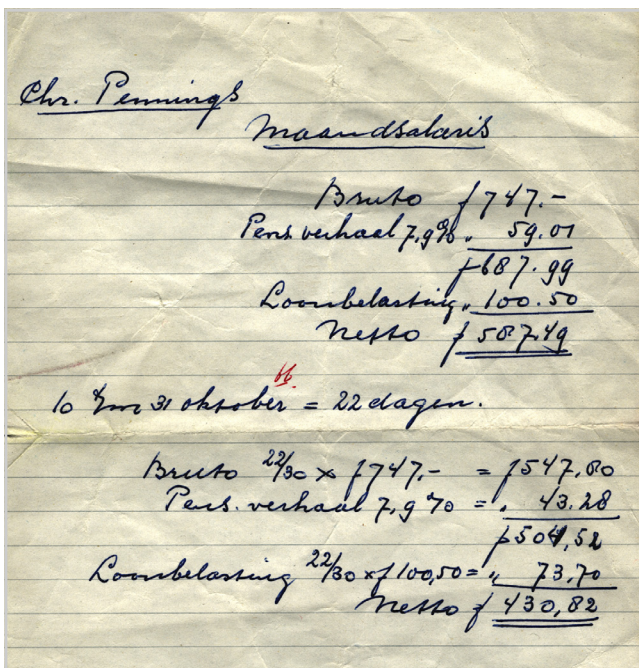 Chr. Pennings
Maandsalaris
Bruto ƒ 747.-
Pens. verhaal 7,9% „ 59.01
ƒ 687.99
Loonbelasting „ 100.50
Netto ƒ 587.49
66.
10 t/m 31 oktober = 22 dagen.
Bruto 22/30 x ƒ 747,- = ƒ 547,80
Pens. verhaal 7,9 % = „ 43.28
ƒ 504,52
Loonbelasting 22/30 x ƒ 100,50 = „ 73,70
Netto ƒ 430,82